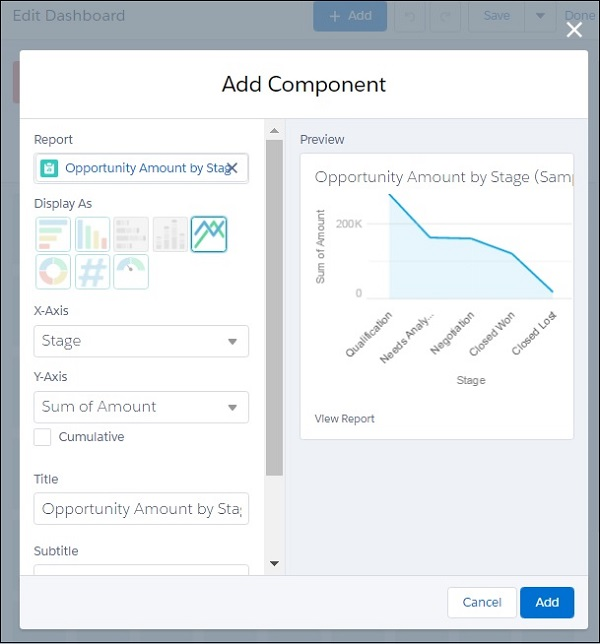 Edit Dashboard
+ Add
Save
Done
Add Component
Report
Opportunity Amount by Stag
Display As
#
X-Axis
Stage
Y-Axis
Sum of Amount
Cumulative
Title
Opportunity Amount by Sta
Subtitle
Preview
Opportunity Amount by Stage (Sam
Sum of Amount
200K
0
Qualification
Needs Analy...
Negotiation
Closed Won
Closed Lost
Stage
View Report
Cancel
Add